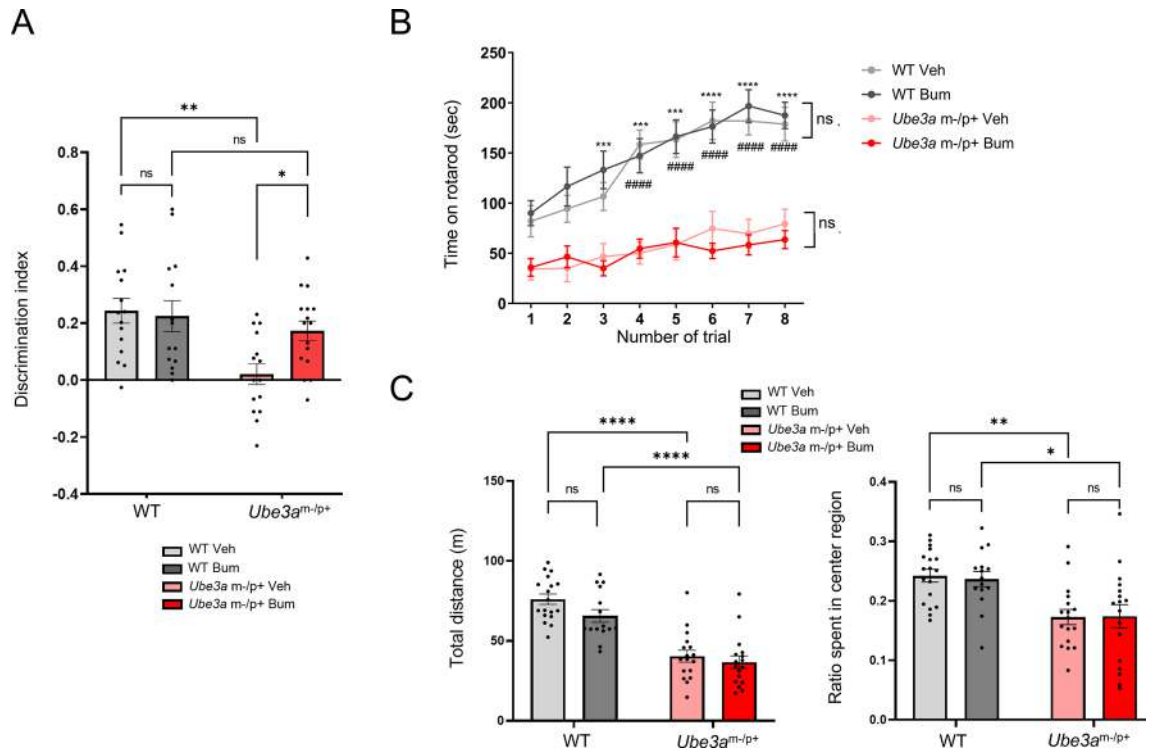 A
**
ns
ns
*
0.8
0.6
0.4
0.2
0.0
-0.2
-0.4
Discrimination index
WT
Ube3a^m-/p+
WT Veh
WT Bum
Ube3a m-/p+ Veh
Ube3a m-/p+ Bum
B
250
200
150
100
50
0
Time on rotarod (sec)
*** *** *** **** **** ****
#### #### #### #### ####
ns
ns
1 2 3 4 5 6 7 8
Number of trial
WT Veh
WT Bum
Ube3a m-/p+ Veh
Ube3a m-/p+ Bum
C
WT Veh
WT Bum
Ube3a m-/p+ Veh
Ube3a m-/p+ Bum
****
****
ns
ns
150
100
50
0
Total distance (m)
WT
Ube3a^m-/p+
**
*
ns
ns
0.4
0.3
0.2
0.1
0.0
Ratio spent in center region
WT
Ube3a^m-/p+